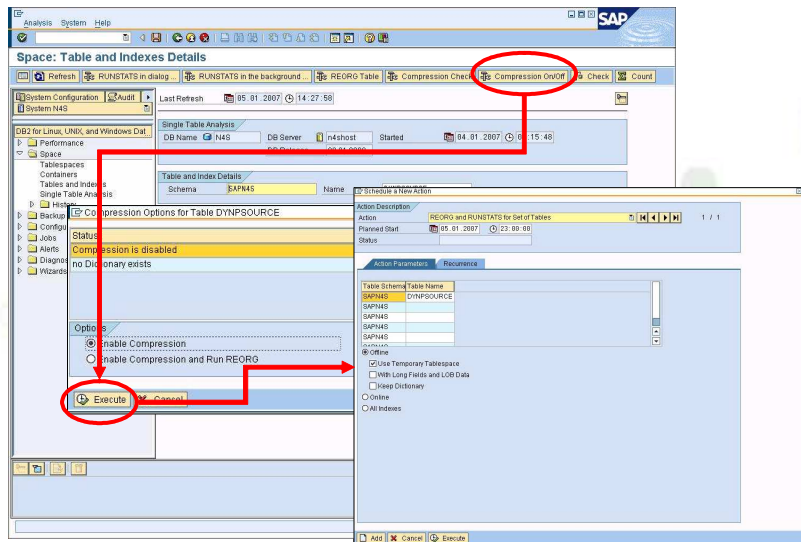 Analysis System Help
SAP
Space: Table and Indexes Details
Refresh RUNSTATS in dialog ... RUNSTATS in the background ... REORG Table Compression Check Compression On/Off Check Count
System Configuration Audit
System N4S
Last Refresh 05.01.2007 14:27:58
DB2 for Linux, UNIX, and Windows Dat
Performance
Space
Tablespaces
Containers
Tables and Indexes
Single Table Analysis
History
Backup
Configu
Jobs
Alerts
Diagnos
Wizards
Single Table Analysis
DB Name N4S DB Server n4shost Started 04.01.2007 :15:48
Table and Index Details
Schema SAPN4S Name
Compression Options for Table DYNPSOURCE
Status
Compression is disabled
no Dictionary exists
Options
Enable Compression
Enable Compression and Run REORG
Execute Cancel
Schedule a New Action
Action Description
Action REORG and RUNSTATS for Set of Tables 1 / 1
Planned Start 05.01.2007 23:00:00
Status
Action Parameters Recurrence
Table Schema Table Name
SAPN4S DYNPSOURCE
SAPN4S
SAPN4S
SAPN4S
SAPN4S
SAPN4S
Offline
Use Temporary Tablespace
With Long Fields and LOB Data
Keep Dictionary
Online
All Indexes
Add Cancel Execute